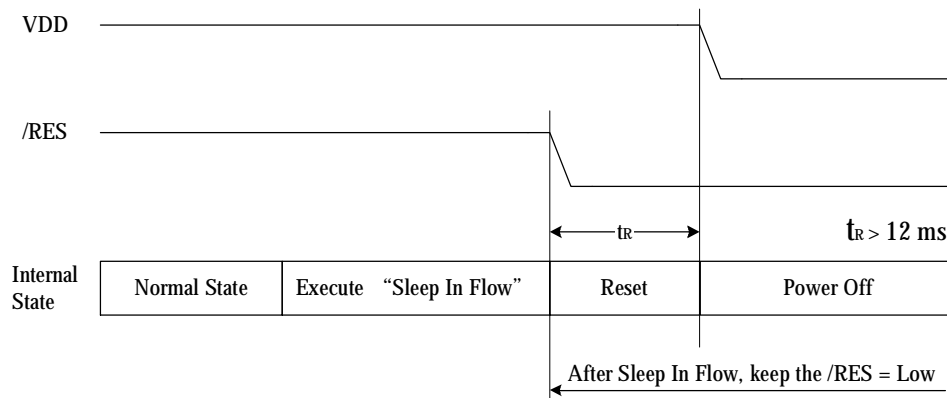 VDD
/RES
tR
tR > 12 ms
Internal
State
Normal State
Execute “Sleep In Flow”
Reset
Power Off
After Sleep In Flow, keep the /RES = Low